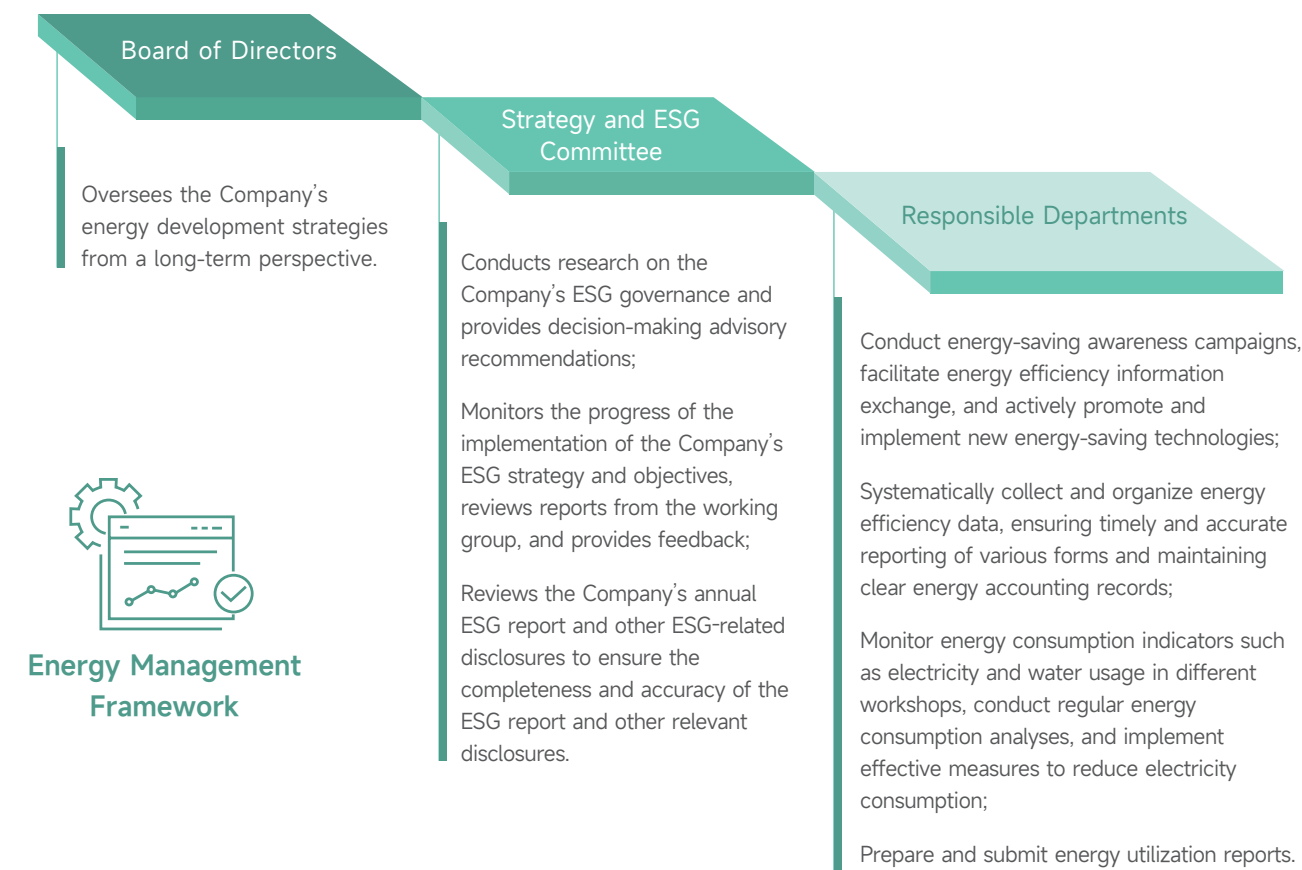 Board of Directors
Oversees the Company's
energy development strategies
from a long-term perspective.
Strategy and ESG
Committee
Conducts research on the
Company's ESG governance and
provides decision-making advisory
recommendations;
Monitors the progress of the
implementation of the Company's
ESG strategy and objectives,
reviews reports from the working
group, and provides feedback;
Reviews the Company's annual
ESG report and other ESG-related
disclosures to ensure the
completeness and accuracy of the
ESG report and other relevant
disclosures.
Responsible Departments
Conduct energy-saving awareness campaigns,
facilitate energy efficiency information
exchange, and actively promote and
implement new energy-saving technologies;
Systematically collect and organize energy
efficiency data, ensuring timely and accurate
reporting of various forms and maintaining
clear energy accounting records;
Monitor energy consumption indicators such
as electricity and water usage in different
workshops, conduct regular energy
consumption analyses, and implement
effective measures to reduce electricity
consumption;
Prepare and submit energy utilization reports.
Energy Management
Framework